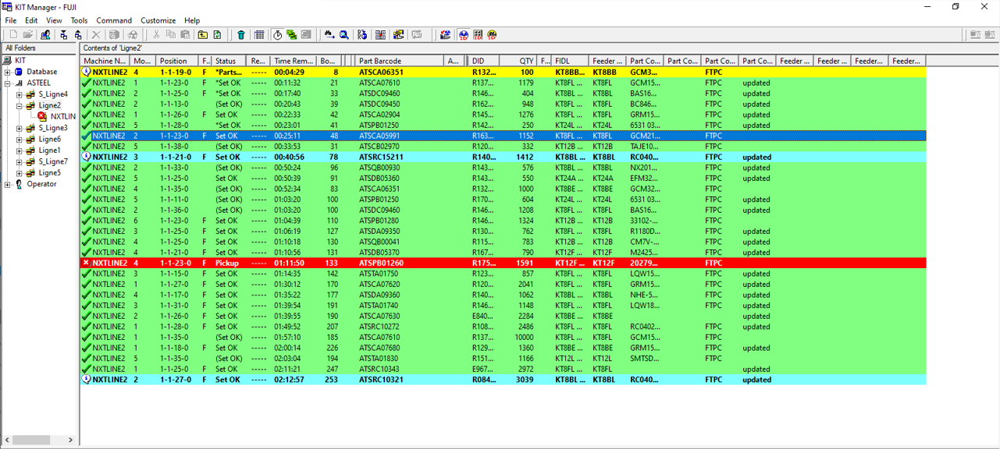 KIT Manager - FUJI
File Edit View Tools Command Customize Help
All Folders
Contents of 'Ligne2'
KIT
Database
ASTEEL
S_Ligne4
Ligne2
NXTLIN
S_Ligne3
Ligne6
Ligne1
S_Ligne7
Ligne5
Operator
Machine N... Mo... Position F.. Status Re... Time Rem... Bo... Part Barcode A... DID QTY F... FIDL Feeder ... Part Co... Part Co... Part Co... Part Co... Feeder ... Feeder... Feeder... Feeder...
NXTLINE2 4 1-1-19-0 F *Parts... ----- 00:04:29 8 ATSCA06351 R132... 100 KT8BB... KT8BB GCM3... FTPC
NXTLINE2 1 1-1-23-0 F *Set OK ----- 00:11:32 21 ATSCA07610 R137... 1179 KT8FL ... KT8FL GCM15... FTPC updated
NXTLINE2 2 1-1-25-0 F *Set OK ----- 00:17:40 33 ATSDC09460 R146... 404 KT8BL ... KT8BL BAS16... FTPC updated
NXTLINE2 2 1-1-13-0 (Set OK) ----- 00:20:43 39 ATSDC09450 R162... 948 KT8FL ... KT8FL BC846... FTPC updated
NXTLINE2 1 1-1-26-0 F Set OK ----- 00:22:33 42 ATSCA02904 R145... 1276 KT8FL ... KT8FL GRM15... FTPC updated
NXTLINE2 5 1-1-28-0 *Set OK ----- 00:23:01 41 ATSPB01250 R142... 250 KT24L ... KT24L 6531 03... FTPC updated
NXTLINE2 2 1-1-23-0 F Set OK ----- 00:25:11 48 ATSCA05991 R163... 1152 KT8FL ... KT8FL GCM21... FTPC
NXTLINE2 5 1-1-38-0 (Set OK) ----- 00:33:53 31 ATSCB02970 R120... 332 KT12B ... KT12B TAJE10... FTPC updated
NXTLINE2 3 1-1-21-0 F Set OK ----- 00:40:56 78 ATSRC15211 R140... 1412 KT8BL ... KT8BL RC040... FTPC updated
NXTLINE2 2 1-1-33-0 (Set OK) ----- 00:50:24 96 ATSQB00930 R143... 576 KT8BL ... KT8BL NX201... FTPC updated
NXTLINE2 5 1-1-25-0 Set OK ----- 00:50:39 91 ATSDB05360 R143... 550 KT24A ... KT24A EFM32... FTPC updated
NXTLINE2 4 1-1-35-0 (Set OK) ----- 00:52:34 83 ATSCA06351 R132... 1000 KT8BE ... KT8BE GCM32... FTPC
NXTLINE2 5 1-1-11-0 (Set OK) ----- 01:03:20 100 ATSPB01250 R170... 604 KT24L ... KT24L 6531 03... FTPC updated
NXTLINE2 2 1-1-36-0 (Set OK) ----- 01:03:20 100 ATSDC09460 R146... 1208 KT8FL ... KT8FL BAS16... FTPC
NXTLINE2 6 1-1-23-0 F Set OK ----- 01:04:39 110 ATSPB01280 R146... 1324 KT12B ... KT12B 33102-... FTPC
NXTLINE2 3 1-1-25-0 F Set OK ----- 01:06:19 127 ATSDA09350 R130... 762 KT8FL ... KT8FL R1180D... FTPC updated
NXTLINE2 4 1-1-25-0 F Set OK ----- 01:10:18 130 ATSQB00041 R115... 783 KT12B ... KT12B CM7V-... FTPC updated
NXTLINE2 4 1-1-21-0 F Set OK ----- 01:10:56 131 ATSDB05370 R167... 790 KT12F ... KT12F M2425... FTPC updated
NXTLINE2 4 1-1-23-0 F Pickup ----- 01:11:50 133 ATSPB01260 R175... 1591 KT12F ... KT12F 20279... FTPC
NXTLINE2 3 1-1-15-0 F Set OK ----- 01:14:35 142 ATSTA01750 R123... 857 KT8FL ... KT8FL LQW15... FTPC updated
NXTLINE2 1 1-1-27-0 F Set OK ----- 01:30:12 170 ATSCA07620 R120... 2041 KT8FL ... KT8FL GRM15... FTPC updated
NXTLINE2 4 1-1-17-0 F Set OK ----- 01:35:22 177 ATSDA09360 R140... 1062 KT8BL ... KT8BL NHE-5... FTPC updated
NXTLINE2 3 1-1-31-0 F Set OK ----- 01:39:54 191 ATSTA01740 R146... 1148 KT8FL ... KT8FL LQW18... FTPC updated
NXTLINE2 2 1-1-26-0 F Set OK ----- 01:39:55 190 ATSCA07630 E840... 2284 KT8BE ... KT8BE updated
NXTLINE2 1 1-1-28-0 F Set OK ----- 01:49:52 207 ATSRC10272 R108... 2486 KT8FL ... KT8FL RC0402... FTPC updated
NXTLINE2 1 1-1-35-0 (Set OK) ----- 01:57:10 185 ATSCA07610 R137... 10000 KT8FL ... KT8FL GCM15... FTPC
NXTLINE2 1 1-1-18-0 F Set OK ----- 02:00:14 226 ATSCA07680 R129... 1360 KT8BE ... KT8BE GRM15... FTPC updated
NXTLINE2 5 1-1-35-0 (Set OK) ----- 02:03:04 194 ATSTA01830 R151... 1166 KT12L ... KT12L SMTSD... FTPC
NXTLINE2 1 1-1-25-0 F Set OK ----- 02:11:21 247 ATSRC10343 E967... 2972 KT8FL ... KT8FL updated
NXTLINE2 2 1-1-27-0 F Set OK ----- 02:12:57 253 ATSRC10321 R084... 3039 KT8BL ... KT8BL RC040... FTPC updated